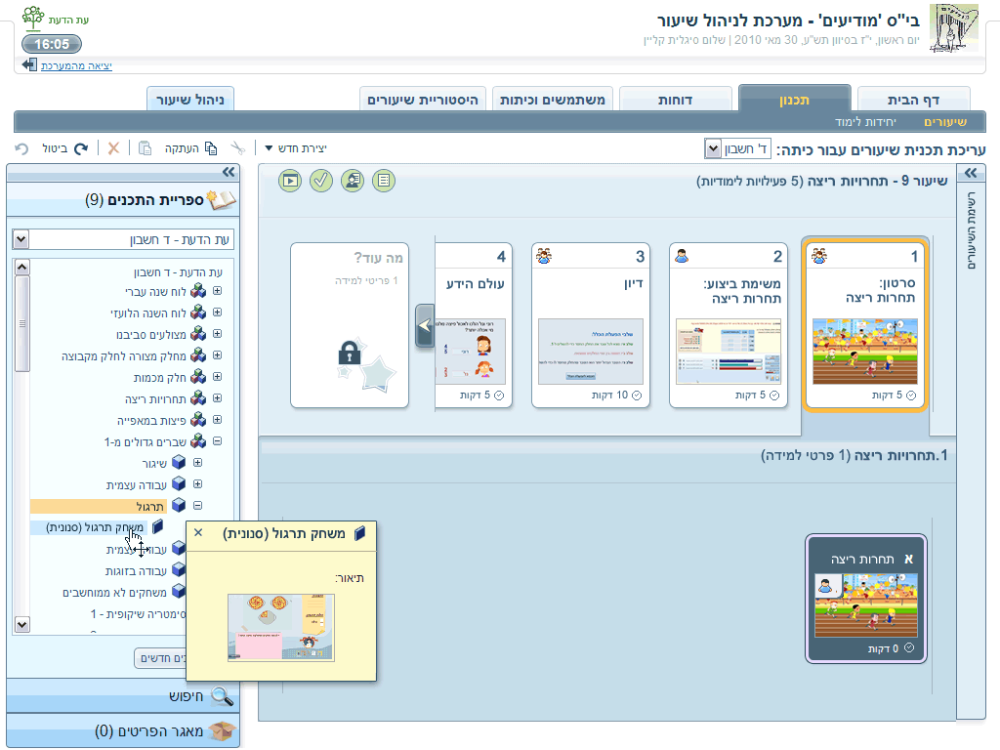 בי"ס 'מודיעים' - מערכת לניהול שיעור
יום ראשון, י"ז בסיוון תש"ע, 30 מאי 2010 | שלום סיגלית קליין
עת הדעת
16:05
יציאה מהמערכת
דף הבית
תכנון
דוחות
משתמשים וכיתות
היסטוריית שיעורים
ניהול שיעור
שיעורים
יחידות לימוד
עריכת תכנית שיעורים עבור כיתה:
ד' חשבון
יצירת חדש
העתקה
ביטול
רשימת השיעורים
שיעור 9 - תחרויות ריצה (5 פעילויות לימודיות)
1
סרטון:
תחרות ריצה
5 דקות
2
משימת ביצוע:
תחרות ריצה
5 דקות
3
דיון
10 דקות
4
עולם הידע
5 דקות
מה עוד?
1 פריטי למידה
1.תחרויות ריצה (1 פרטי למידה)
א תחרות ריצה
0 דקות
ספריית התכנים (9)
עת הדעת - ד חשבון
עת הדעת - ד חשבון
לוח שנה עברי
לוח השנה הלועזי
מצולעים סביבנו
מחלק מצורה לחלק מקבוצה
חלק מכמות
תחרויות ריצה
פיצות במאפייה
שברים גדולים מ-1
שיגור
עבודה עצמית
תרגול
משחק תרגול (סנונית)
עבודה עצמית
עבודה בזוגות
משחקים לא ממוחשבים
סימטריה שיקופית - 1
משחק תרגול (סנונית)
תיאור:
חדשים
חיפוש
מאגר הפריטים (0)